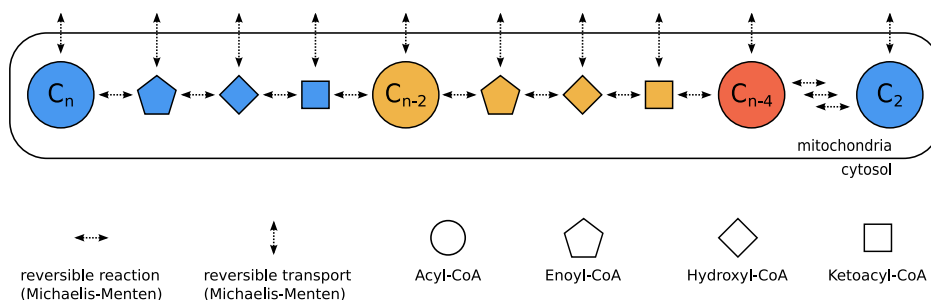 Cn Cn-2 Cn-4 C2
mitochondria
cytosol
reversible reaction
(Michaelis-Menten)
reversible transport
(Michaelis-Menten)
Acyl-CoA
Enoyl-CoA
Hydroxyl-CoA
Ketoacyl-CoA